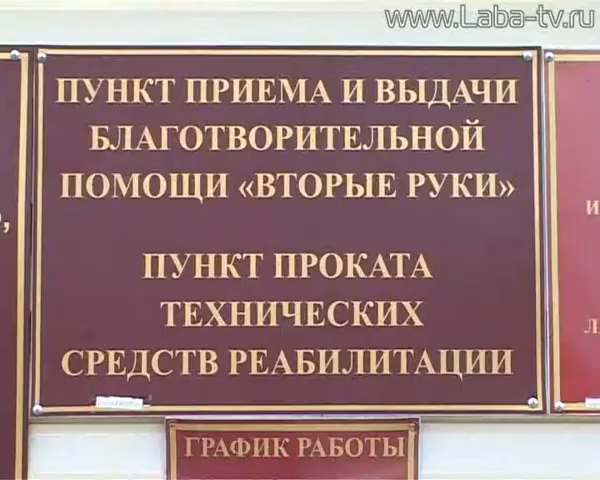 www.Laba-tv.ru
ПУНКТ ПРИЕМА И ВЫДАЧИ
БЛАГОТВОРИТЕЛЬНОЙ
ПОМОЩИ «ВТОРЫЕ РУКИ»
ПУНКТ ПРОКАТА
ТЕХНИЧЕСКИХ
СРЕДСТВ РЕАБИЛИТАЦИИ
ГРАФИК РАБОТЫ